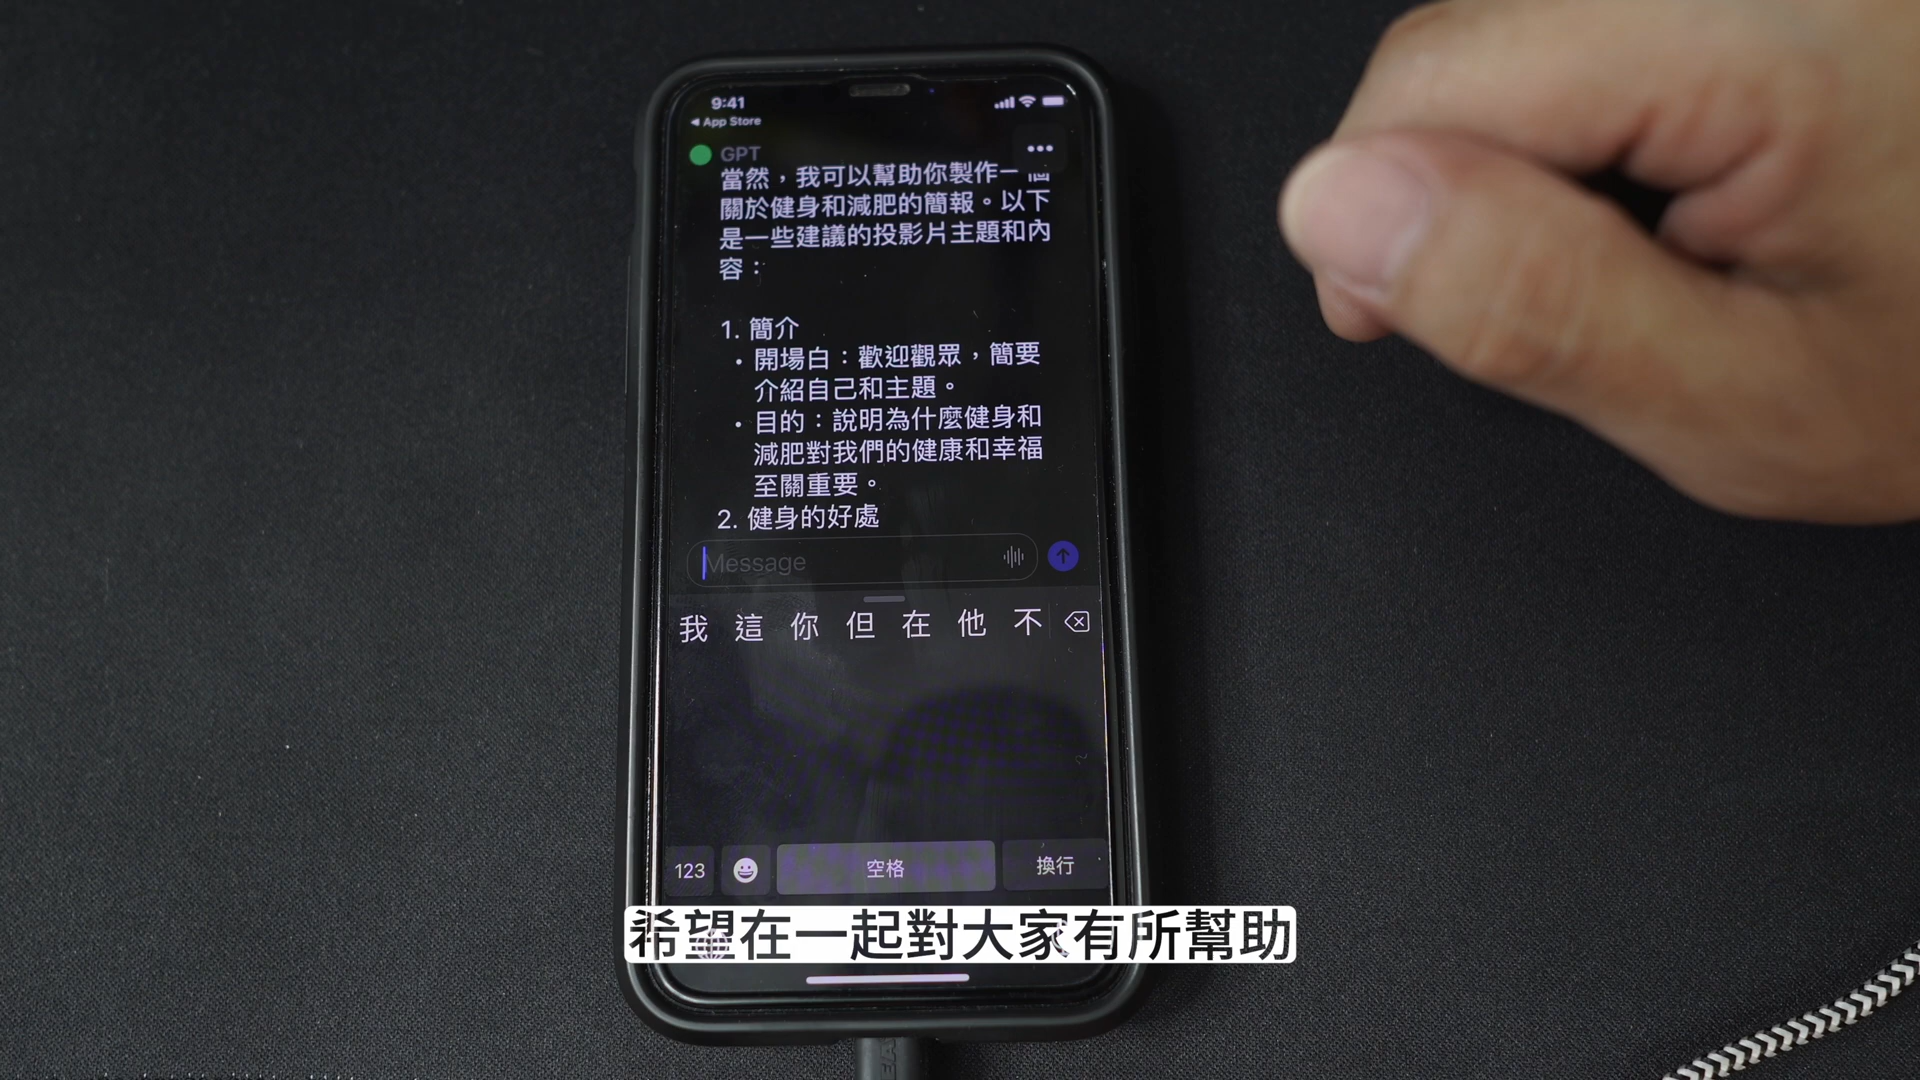 9:41
◀ App Store
GPT
當然，我可以幫助你製作一個
關於健身和減肥的簡報。以下
是一些建議的投影片主題和內
容：
1. 簡介
• 開場白：歡迎觀眾，簡要
介紹自己和主題。
• 目的：說明為什麼健身和
減肥對我們的健康和幸福
至關重要。
2. 健身的好處
Message
我 這 你 但 在 他 不
123 空格 換行
希望在一起對大家有所幫助